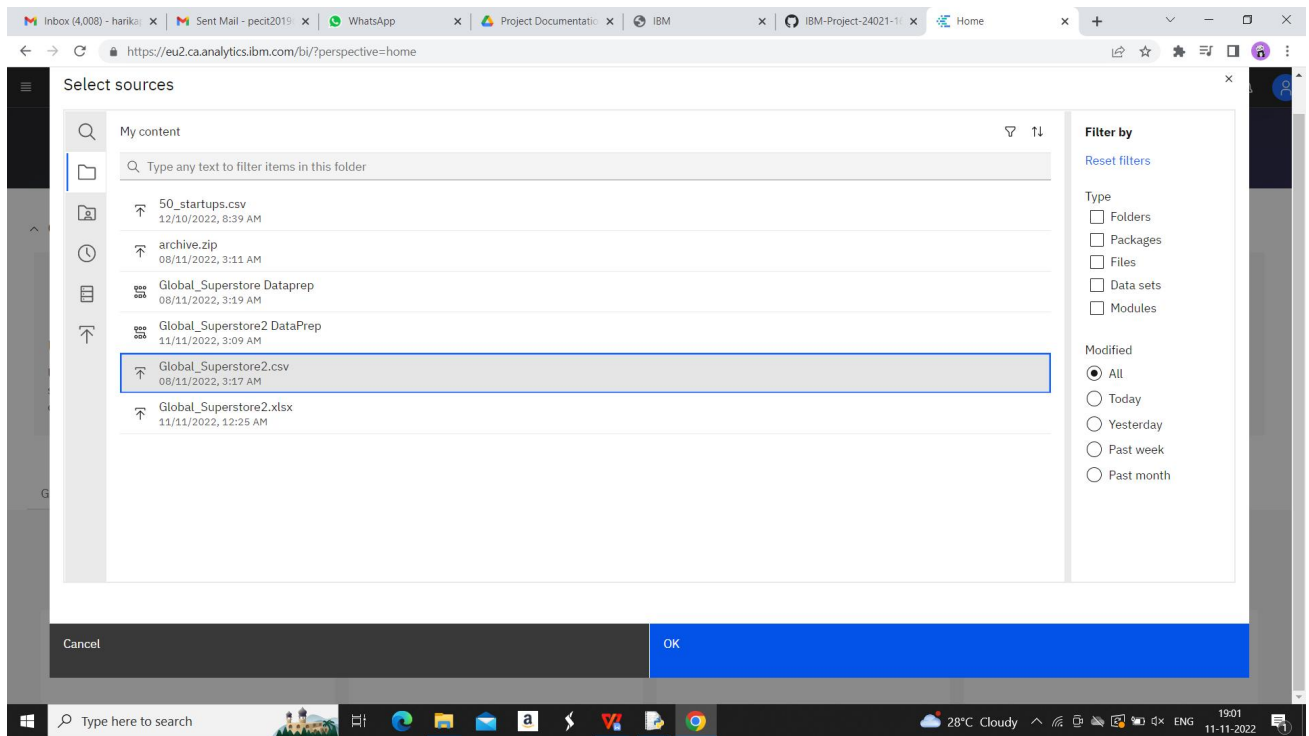 Inbox (4,008) - harika
Sent Mail - pecit2019
WhatsApp
Project Documentatio
IBM
IBM-Project-24021-1
Home
https://eu2.ca.analytics.ibm.com/bi/?perspective=home
Select sources
My content
Type any text to filter items in this folder
50_startups.csv
12/10/2022, 8:39 AM
archive.zip
08/11/2022, 3:11 AM
Global_Superstore Dataprep
08/11/2022, 3:19 AM
Global_Superstore2 DataPrep
11/11/2022, 3:09 AM
Global_Superstore2.csv
08/11/2022, 3:17 AM
Global_Superstore2.xlsx
11/11/2022, 12:25 AM
Filter by
Reset filters
Type
Folders
Packages
Files
Data sets
Modules
Modified
All
Today
Yesterday
Past week
Past month
Cancel
OK
Type here to search
28°C Cloudy
ENG
19:01
11-11-2022